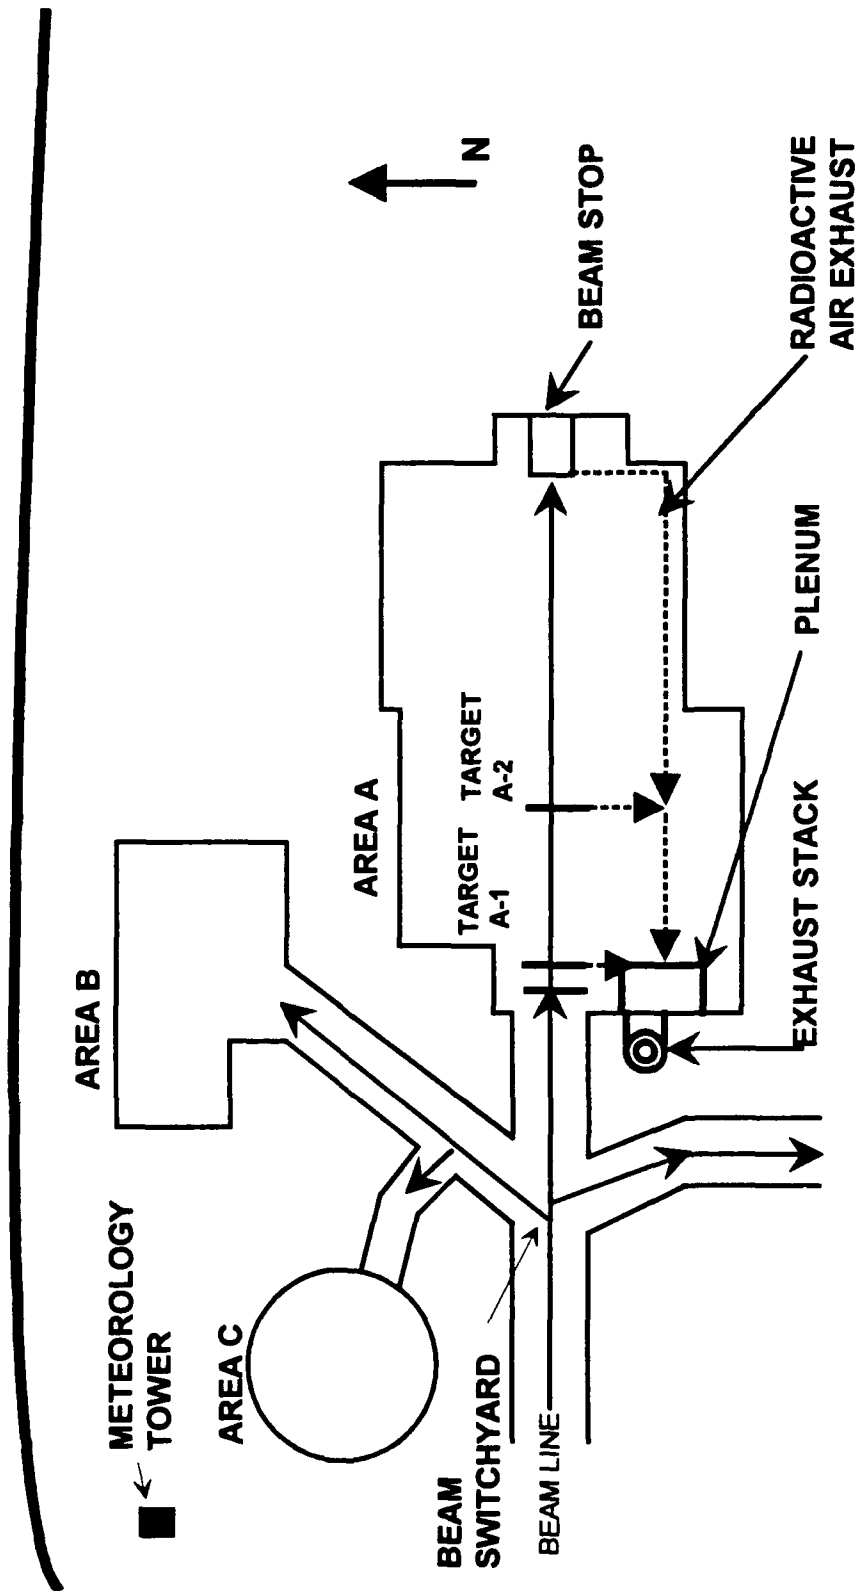 METEOROLOGY
TOWER
AREA B
AREA C
AREA A
N
TARGET
A-1
TARGET
A-2
BEAM
SWITCHYARD
BEAM LINE
BEAM STOP
RADIOACTIVE
AIR EXHAUST
PLENUM
EXHAUST STACK